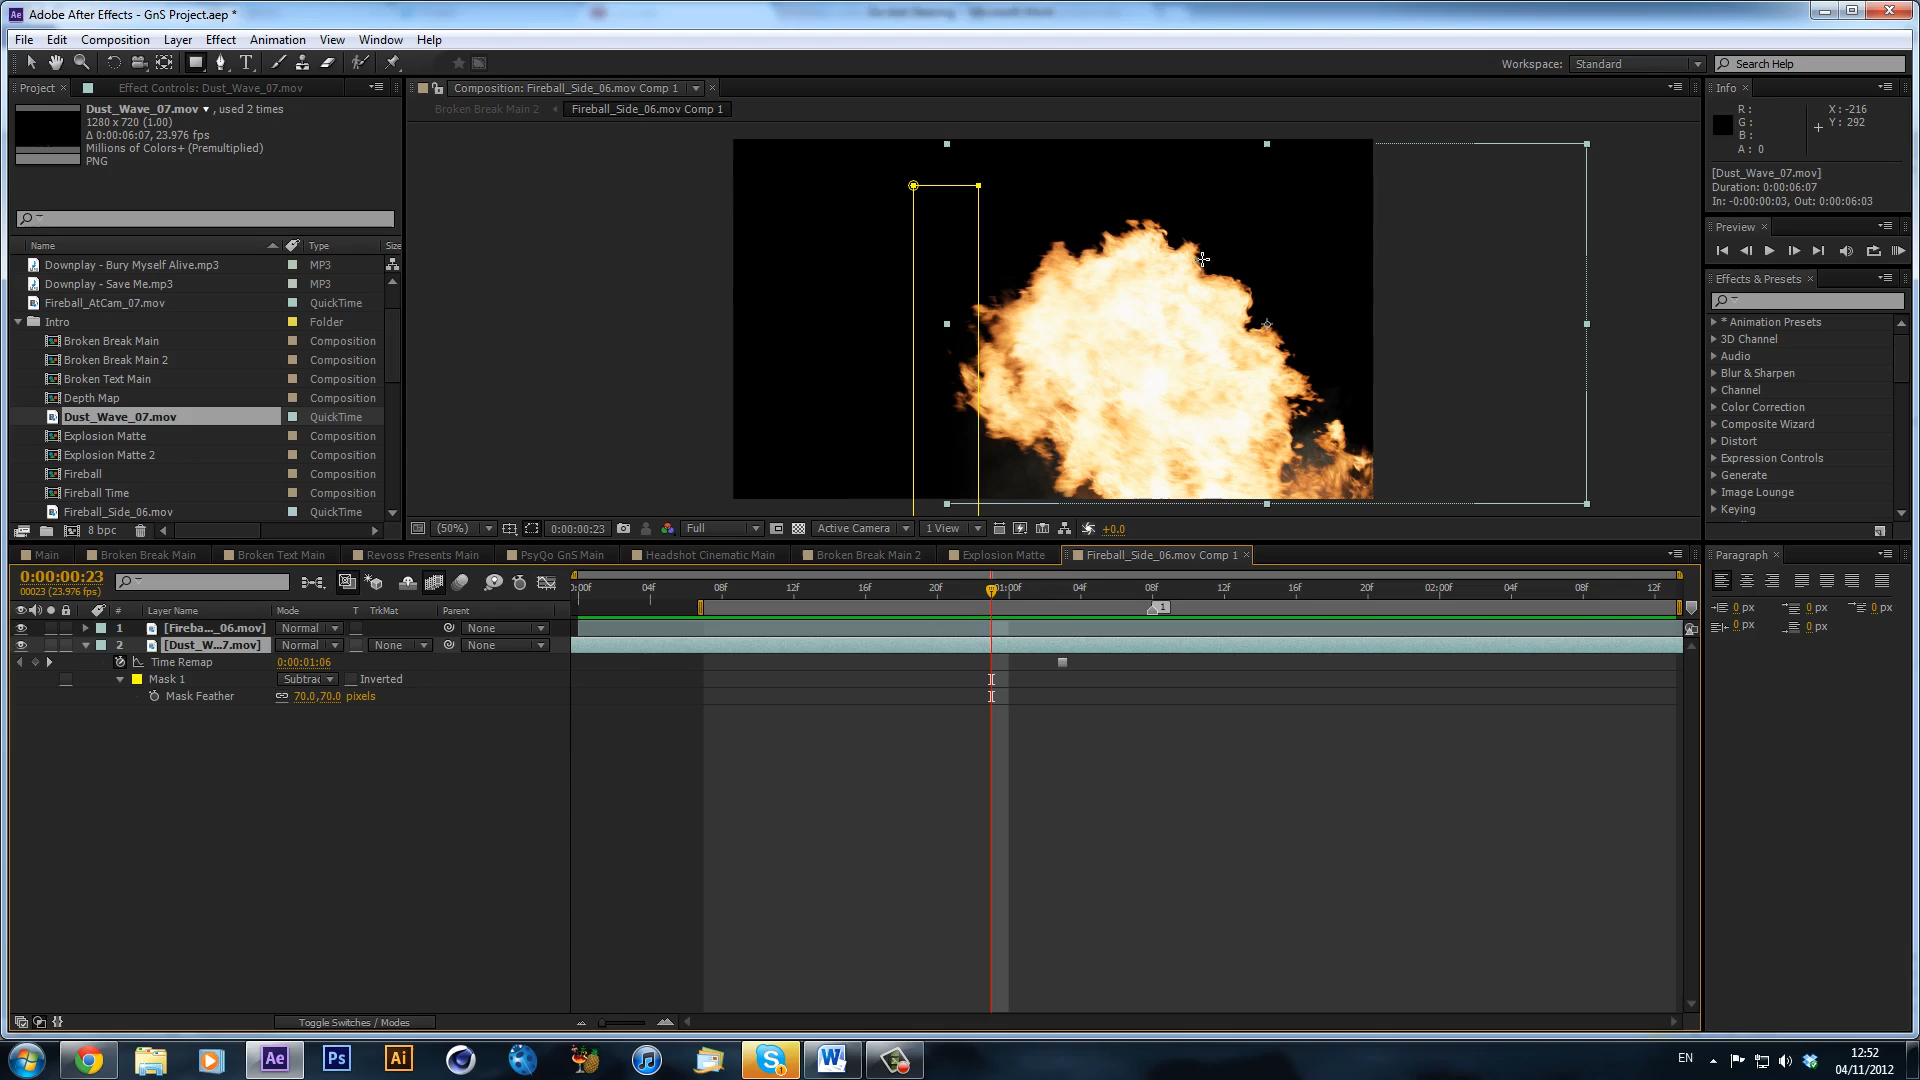 Adobe After Effects - GnS Project.aep *
File Edit Composition Layer Effect Animation View Window Help
Workspace: Standard Search Help
Project Effect Controls: Dust_Wave_07.mov
Dust_Wave_07.mov , used 2 times
1280 x 720 (1.00)
Δ 0:00:06:07, 23.976 fps
Millions of Colors+ (Premultiplied)
PNG
Name Type Size
Downplay - Bury Myself Alive.mp3 MP3
Downplay - Save Me.mp3 MP3
Fireball_AtCam_07.mov QuickTime
Intro Folder
Broken Break Main Composition
Broken Break Main 2 Composition
Broken Text Main Composition
Depth Map Composition
Dust_Wave_07.mov QuickTime
Explosion Matte Composition
Explosion Matte 2 Composition
Fireball Composition
Fireball Time Composition
Fireball_Side_06.mov QuickTime
8 bpc
Composition: Fireball_Side_06.mov Comp 1
Broken Break Main 2 Fireball_Side_06.mov Comp 1
(50%) 0:00:00:23 Full Active Camera 1 View +0.0
Info
R : X : -216
G : Y : 292
B :
A : 0
[Dust_Wave_07.mov]
Duration: 0:00:06:07
In: -0:00:00:03, Out: 0:00:06:03
Preview
Effects & Presets
* Animation Presets
3D Channel
Audio
Blur & Sharpen
Channel
Color Correction
Composite Wizard
Distort
Expression Controls
Generate
Image Lounge
Keying
Main Broken Break Main Broken Text Main Revoss Presents Main PsyQo GnS Main Headshot Cinematic Main Broken Break Main 2 Explosion Matte Fireball_Side_06.mov Comp 1
0:00:00:23
00023 (23.976 fps)
:00F 04F 08F 12F 16F 20F 01:00F 04F 08F 12F 16F 20F 02:00F 04F 08F 12F
# Layer Name Mode T TrkMat Parent
1
1 [Fireba..._06.mov] Normal None
2 [Dust_W...7.mov] Normal None None
Time Remap 0:00:01:06
Mask 1 Subtrac Inverted
Mask Feather 70.0,70.0 pixels
Toggle Switches / Modes
Paragraph
0 px 0 px 0 px
0 px 0 px
Ae Ps Ai W
EN
12:52
04/11/2012